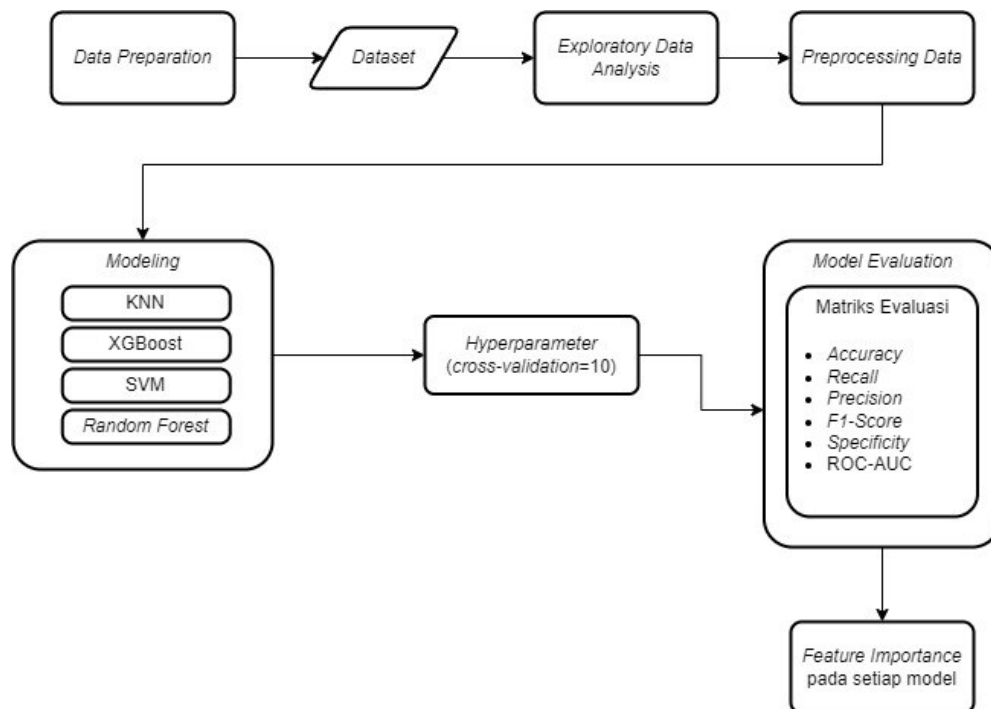 Data Preparation
Dataset
Exploratory Data
Analysis
Preprocessing Data
Modeling
KNN
XGBoost
SVM
Random Forest
Hyperparameter
(cross-validation=10)
Model Evaluation
Matriks Evaluasi
• Accuracy
• Recall
• Precision
• F1-Score
• Specificity
• ROC-AUC
Feature Importance
pada setiap model